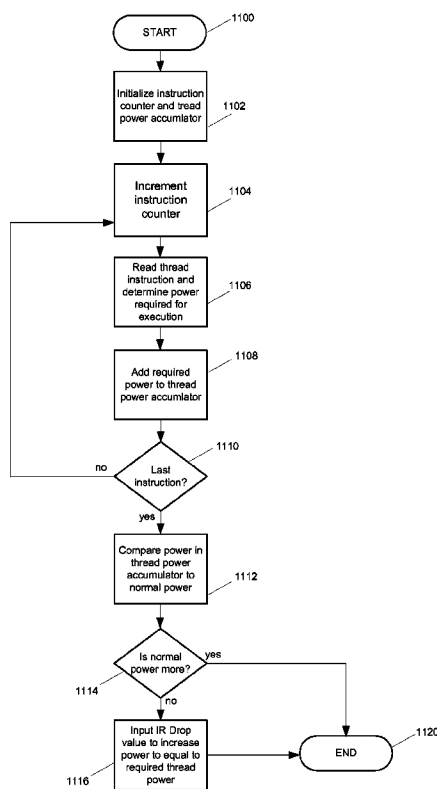 START
1100
Initialize instruction
counter and tread
power accumlator
1102
Increment
instruction
counter
1104
Read thread
instruction and
determine power
required for
execution
1106
Add required
power to thread
power accumlator
1108
Last
instruction?
1110
no
yes
Compare power in
thread power
accumulator to
normal power
1112
Is normal
power more?
1114
yes
no
Input IR Drop
value to increase
power to equal to
required thread
power
1116
END
1120